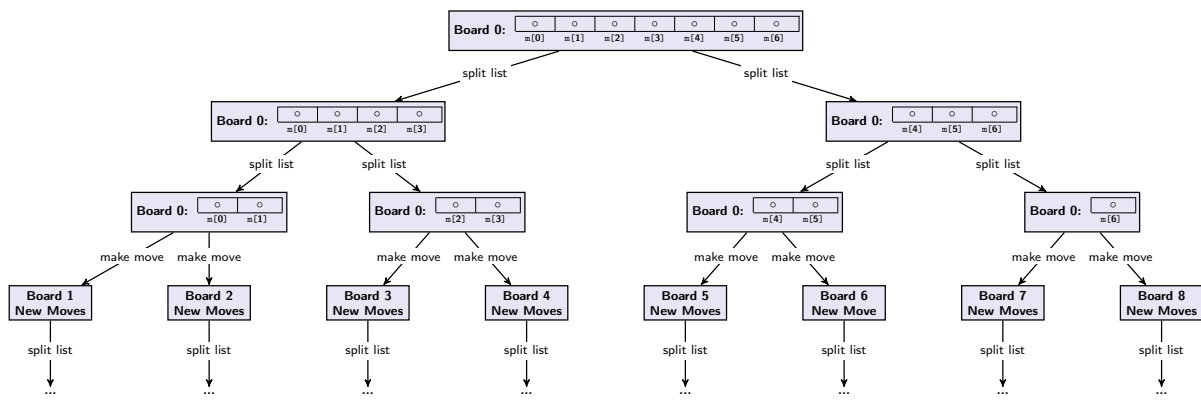 Board 0:
m[0] m[1] m[2] m[3] m[4] m[5] m[6]
split list split list
Board 0:
m[0] m[1] m[2] m[3]
Board 0:
m[4] m[5] m[6]
split list split list split list split list
Board 0:
m[0] m[1]
Board 0:
m[2] m[3]
Board 0:
m[4] m[5]
Board 0:
m[6]
make move make move make move make move make move make move make move make move
Board 1
New Moves
Board 2
New Moves
Board 3
New Moves
Board 4
New Moves
Board 5
New Moves
Board 6
New Move
Board 7
New Moves
Board 8
New Moves
split list split list split list split list split list split list split list split list
... ... ... ... ... ... ... ...